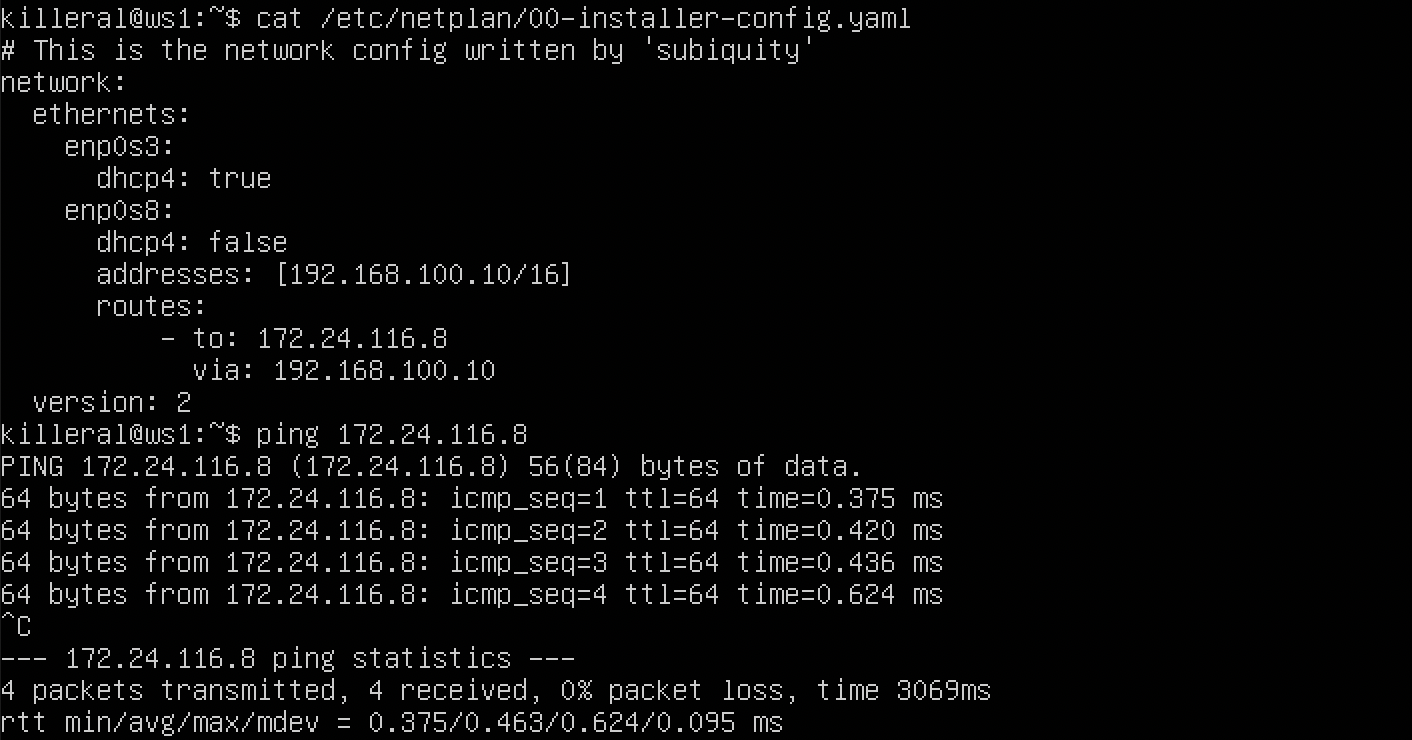 killeral@ws1:~$ cat /etc/netplan/00-installer-config.yaml
# This is the network config written by 'subiquity'
network:
  ethernets:
    enp0s3:
      dhcp4: true
    enp0s8:
      dhcp4: false
      addresses: [192.168.100.10/16]
      routes:
          - to: 172.24.116.8
            via: 192.168.100.10
  version: 2
killeral@ws1:~$ ping 172.24.116.8
PING 172.24.116.8 (172.24.116.8) 56(84) bytes of data.
64 bytes from 172.24.116.8: icmp_seq=1 ttl=64 time=0.375 ms
64 bytes from 172.24.116.8: icmp_seq=2 ttl=64 time=0.420 ms
64 bytes from 172.24.116.8: icmp_seq=3 ttl=64 time=0.436 ms
64 bytes from 172.24.116.8: icmp_seq=4 ttl=64 time=0.624 ms
^C
--- 172.24.116.8 ping statistics ---
4 packets transmitted, 4 received, 0% packet loss, time 3069ms
rtt min/avg/max/mdev = 0.375/0.463/0.624/0.095 ms